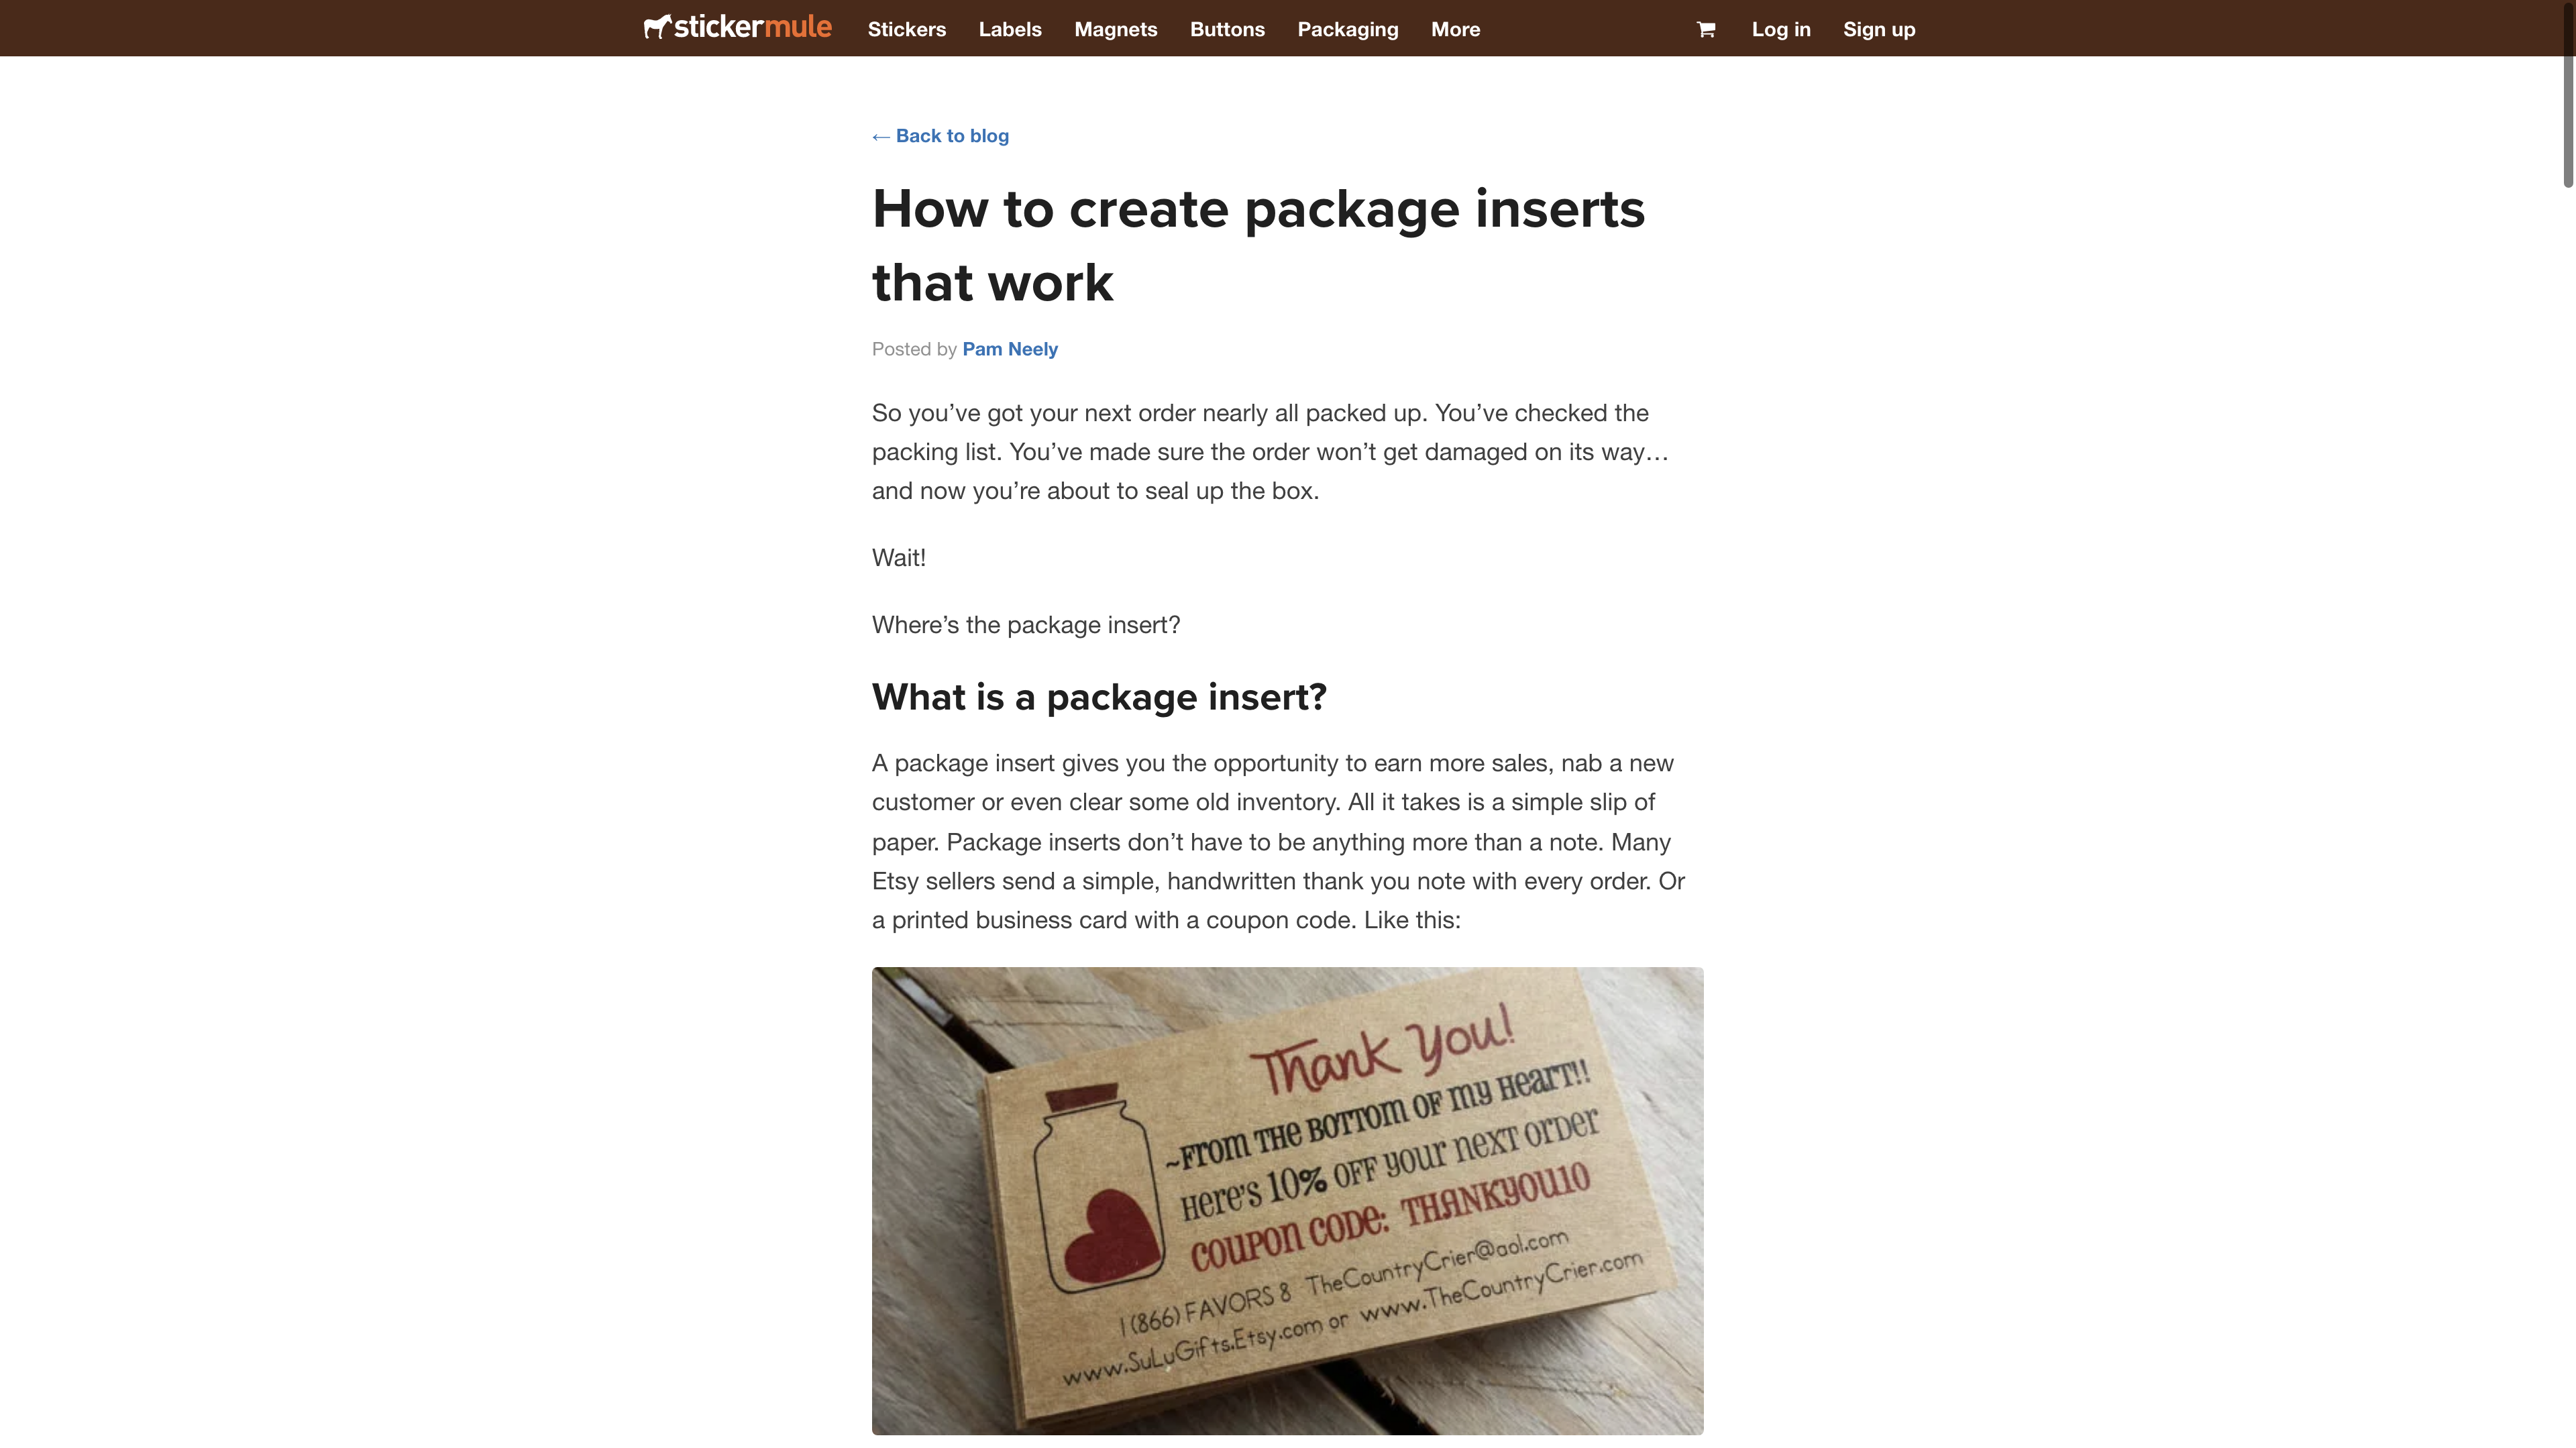 stickermule Stickers Labels Magnets Buttons Packaging More Log in Sign up
← Back to blog
How to create package inserts
that work
Posted by Pam Neely
So you’ve got your next order nearly all packed up. You’ve checked the
packing list. You’ve made sure the order won’t get damaged on its way…
and now you’re about to seal up the box.
Wait!
Where’s the package insert?
What is a package insert?
A package insert gives you the opportunity to earn more sales, nab a new
customer or even clear some old inventory. All it takes is a simple slip of
paper. Package inserts don’t have to be anything more than a note. Many
Etsy sellers send a simple, handwritten thank you note with every order. Or
a printed business card with a coupon code. Like this:
Thank You!
~FROM THE BOTTOM OF MY HEART!!
HERE'S 10% OFF YOUR NEXT ORDER
COUPON CODE: THANKYOU10
1 (866) FAVORS 8 TheCountryCrier@aol.com
www.SuLuGifts.Etsy.com or www.TheCountryCrier.com